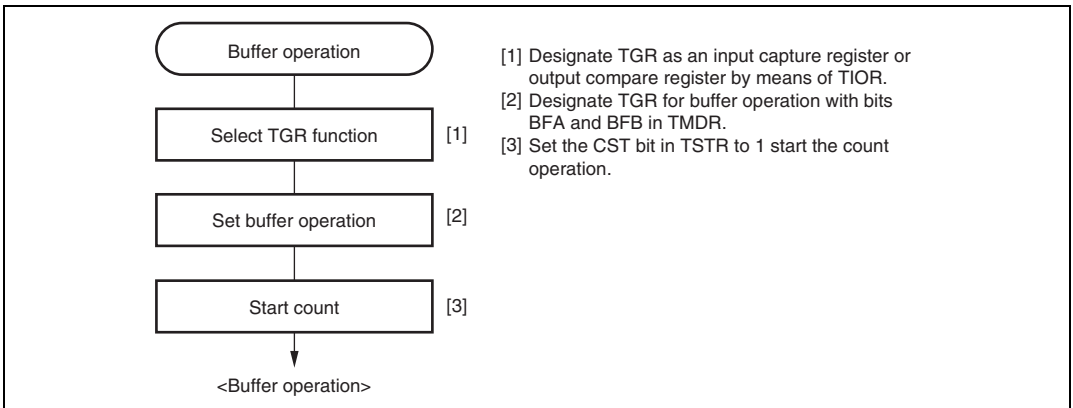 Buffer operation
Select TGR function
[1]
Set buffer operation
[2]
Start count
[3]
<Buffer operation>
[1] Designate TGR as an input capture register or
output compare register by means of TIOR.
[2] Designate TGR for buffer operation with bits
BFA and BFB in TMDR.
[3] Set the CST bit in TSTR to 1 start the count
operation.